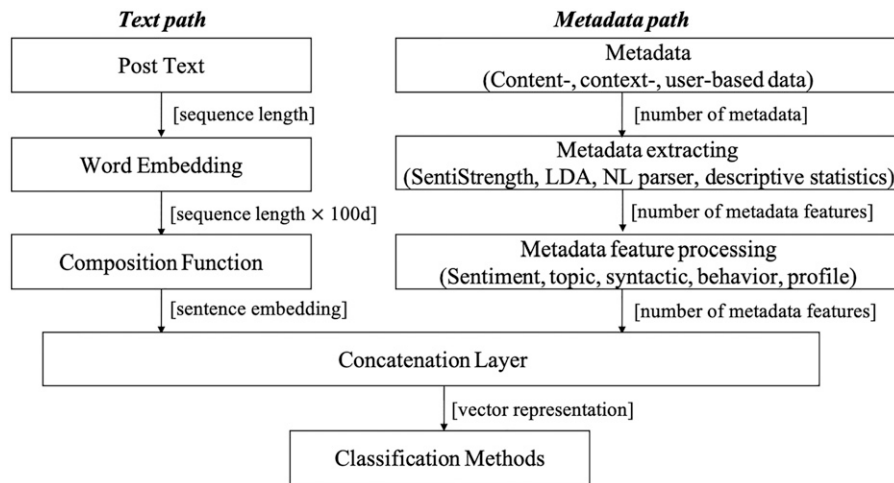 Text path
Post Text
[sequence length]
Word Embedding
[sequence length × 100d]
Composition Function
[sentence embedding]
Metadata path
Metadata
(Content-, context-, user-based data)
[number of metadata]
Metadata extracting
(SentiStrength, LDA, NL parser, descriptive statistics)
[number of metadata features]
Metadata feature processing
(Sentiment, topic, syntactic, behavior, profile)
[number of metadata features]
Concatenation Layer
[vector representation]
Classification Methods